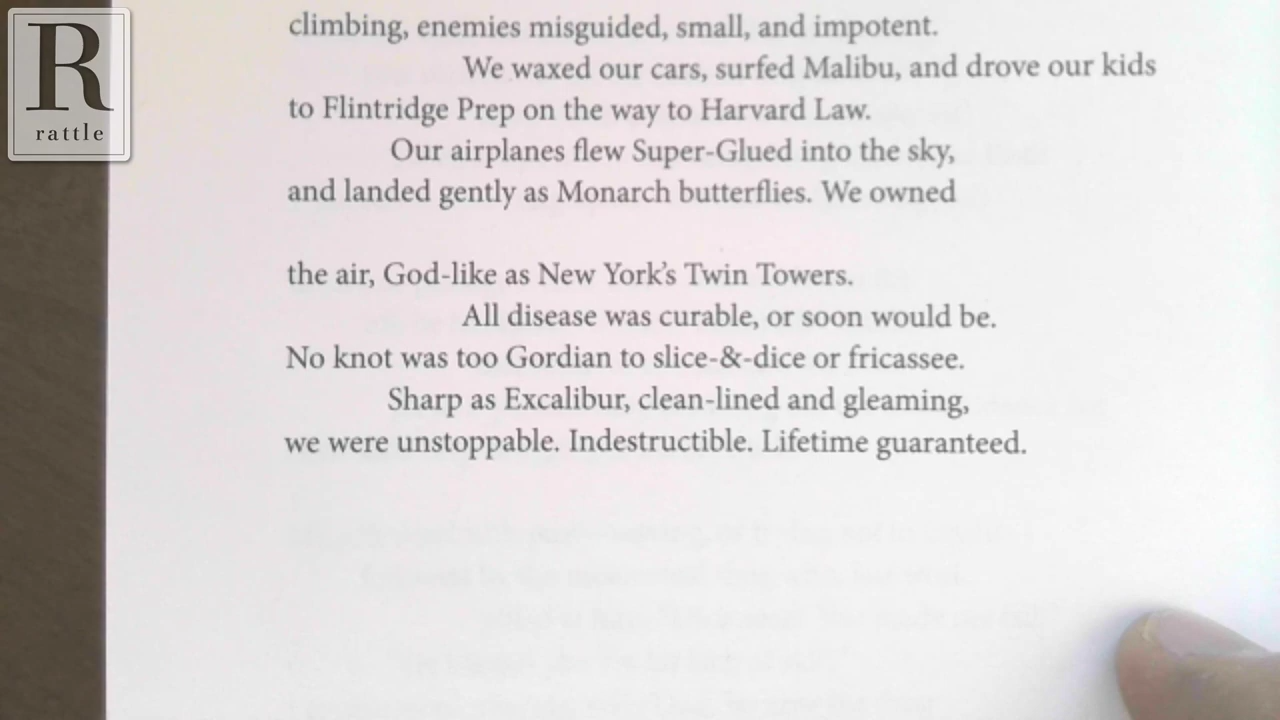 R
rattle
climbing, enemies misguided, small, and impotent.
We waxed our cars, surfed Malibu, and drove our kids
to Flintridge Prep on the way to Harvard Law.
Our airplanes flew Super-Glued into the sky,
and landed gently as Monarch butterflies. We owned
the air, God-like as New York’s Twin Towers.
All disease was curable, or soon would be.
No knot was too Gordian to slice-&-dice or fricassee.
Sharp as Excalibur, clean-lined and gleaming,
we were unstoppable. Indestructible. Lifetime guaranteed.